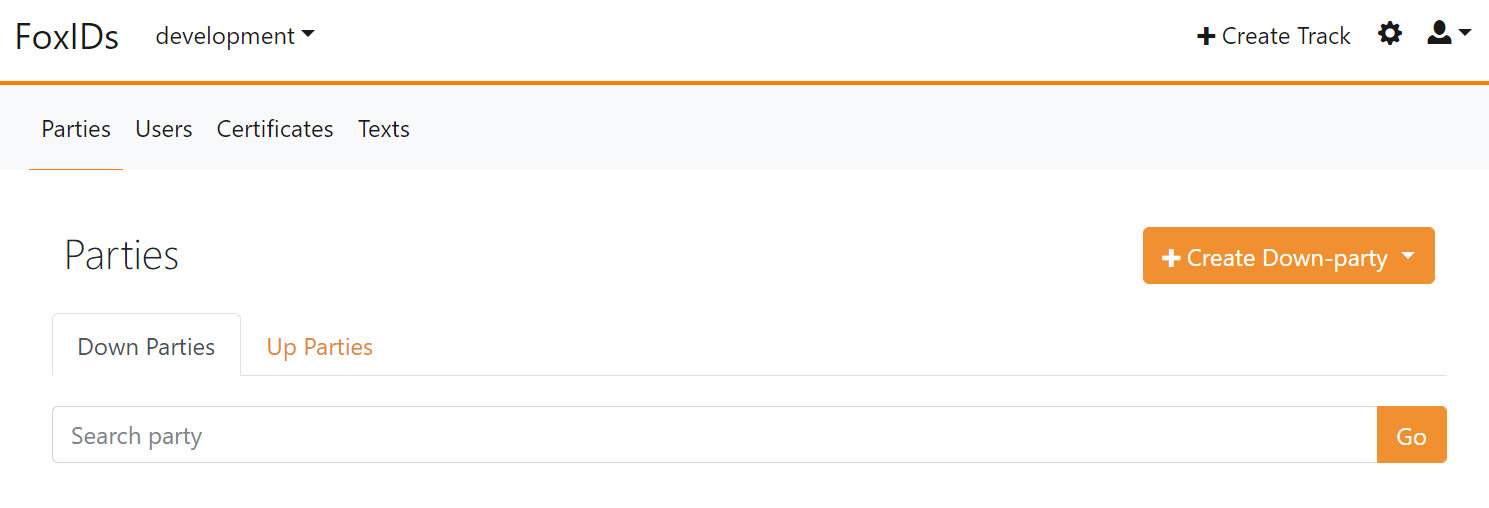 FoxIDs development Create Track
Parties Users Certificates Texts
Parties
Create Down-party
Down Parties Up Parties
Search party Go